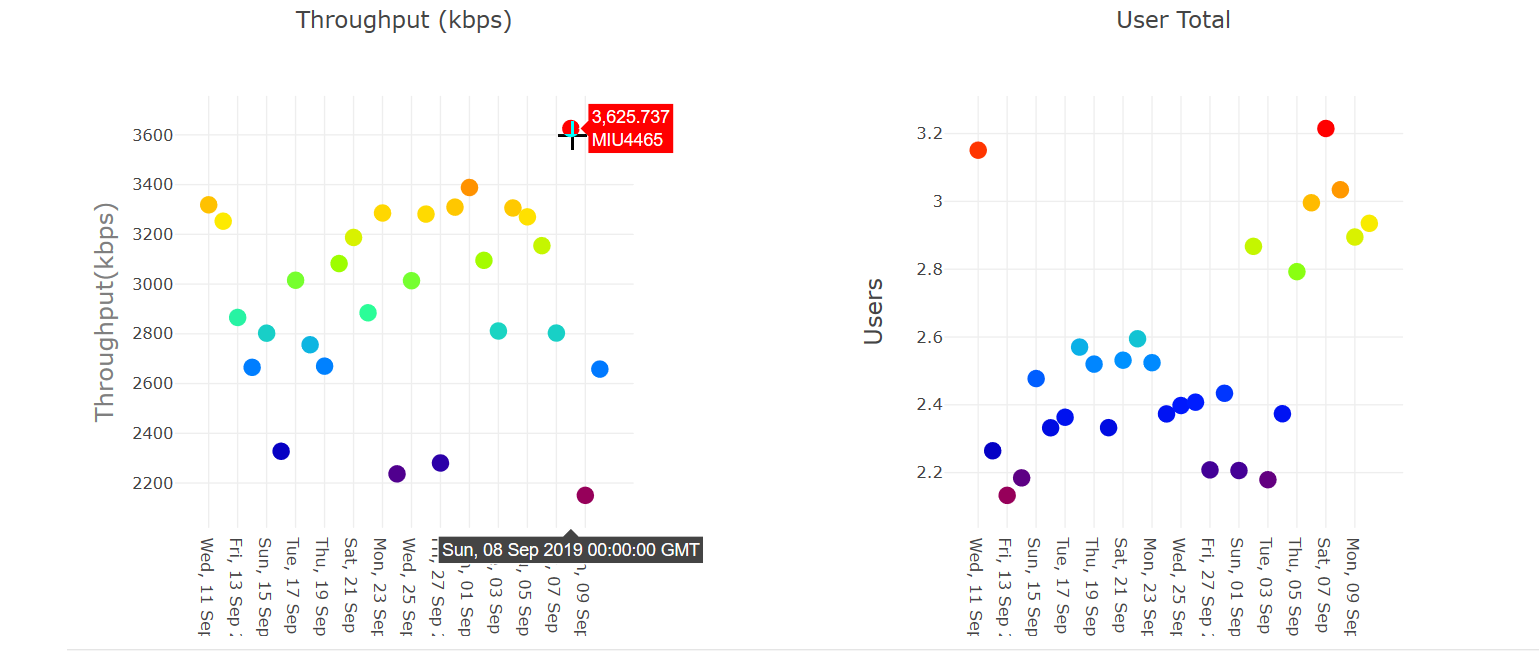 Throughput (kbps)
3600
3400
3200
3000
2800
2600
2400
2200
Throughput(kbps)
3,625.737
MIU4465
Sun, 08 Sep 2019 00:00:00 GMT
Wed, 11 Sep
Fri, 13 Sep
Sun, 15 Sep
Tue, 17 Sep
Thu, 19 Sep
Sat, 21 Sep
Mon, 23 Sep
Wed, 25 Sep
27 Sep
01 Sep
03 Sep
05 Sep
07 Sep
09 Sep
User Total
3.2
3
2.8
2.6
2.4
2.2
Users
Wed, 11 Sep
Fri, 13 Sep
Sun, 15 Sep
Tue, 17 Sep
Thu, 19 Sep
Sat, 21 Sep
Mon, 23 Sep
Wed, 25 Sep
Fri, 27 Sep
Sun, 01 Sep
Tue, 03 Sep
Thu, 05 Sep
Sat, 07 Sep
Mon, 09 Sep